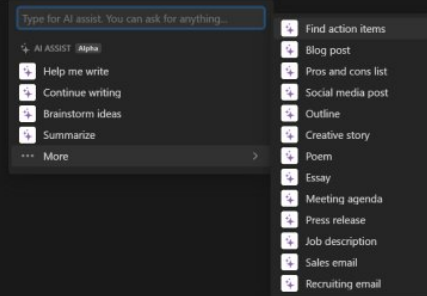 Type for AI assist. You can ask for anything...
AI ASSIST Alpha
Help me write
Continue writing
Brainstorm ideas
Summarize
More
Find action items
Blog post
Pros and cons list
Social media post
Outline
Creative story
Poem
Essay
Meeting agenda
Press release
Job description
Sales email
Recruiting email